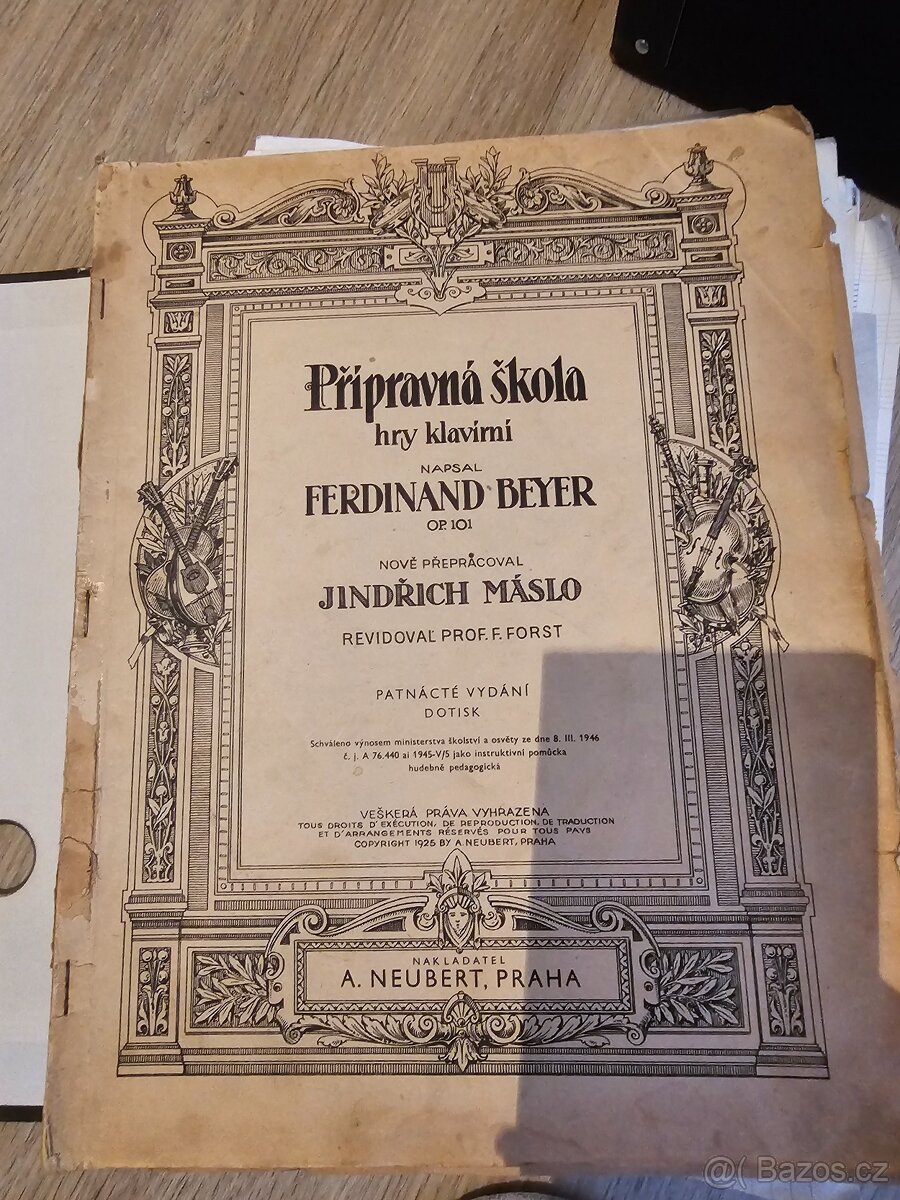 Přípravná škola
hry klavírní
NAPSAL
FERDINAND BEYER
OP. 101
NOVĚ PŘEPRACOVAL
JINDŘICH MÁSLO
REVIDOVAL PROF. F. FORST
PATNÁCTÉ VYDÁNÍ
DOTISK
Schváleno výnosem ministerstva školství a osvěty ze dne 8. III. 1946
č. j. A 76.440 ai 1945-V/5 jako instruktivní pomůcka
hudebně pedagogická
VEŠKERÁ PRÁVA VYHRAZENA
TOUS DROITS D'EXÉCUTION, DE REPRODUCTION, DE TRADUCTION
ET D'ARRANGEMENTS RÉSERVÉS POUR TOUS PAYS
COPYRIGHT 1925 BY A. NEUBERT, PRAHA
NAKLADATEL
A. NEUBERT, PRAHA
@( Bazos.cz